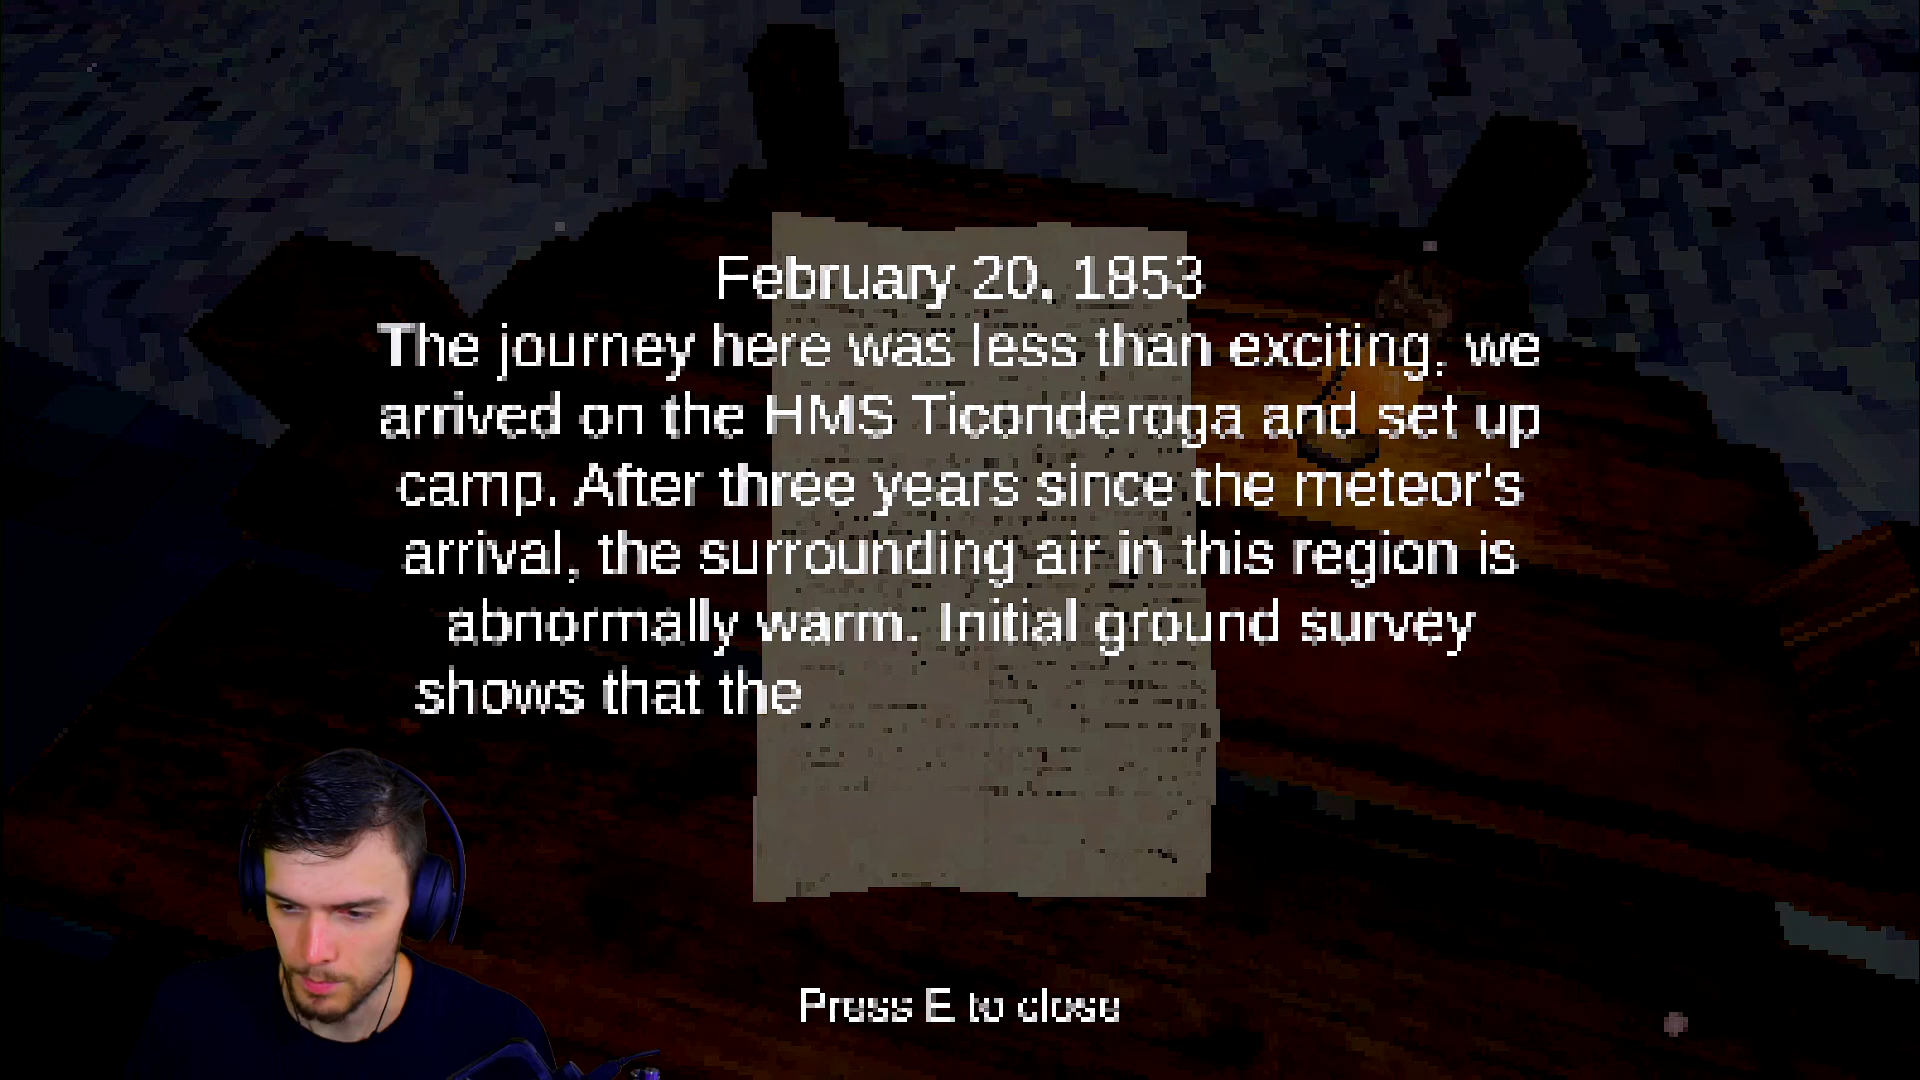 February 20, 1853
The journey here was less than exciting, we
arrived on the HMS Ticonderoga and set up
camp. After three years since the meteor's
arrival, the surrounding air in this region is
abnormally warm. Initial ground survey
shows that the
Press E to close